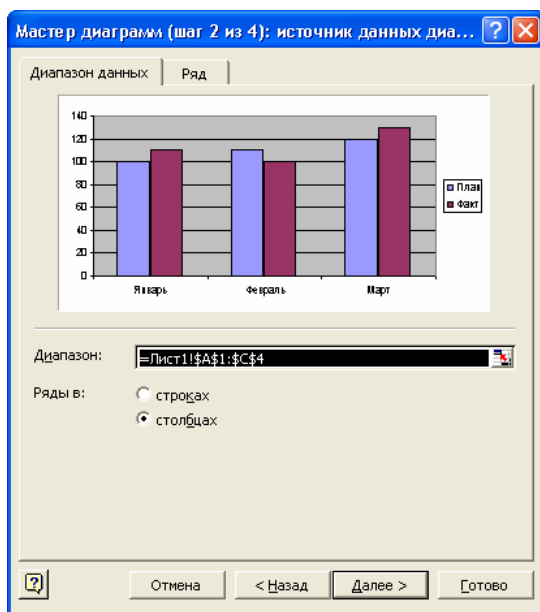 Мастер диаграмм (шаг 2 из 4): источник данных диа...
Диапазон данных
Ряд
140
120
100
80
60
40
20
0
Январь
Февраль
Март
План
Факт
Диапазон:
=Лист1!$A$1:$C$4
Ряды в:
строках
столбцах
Отмена
< Назад
Далее >
Готово